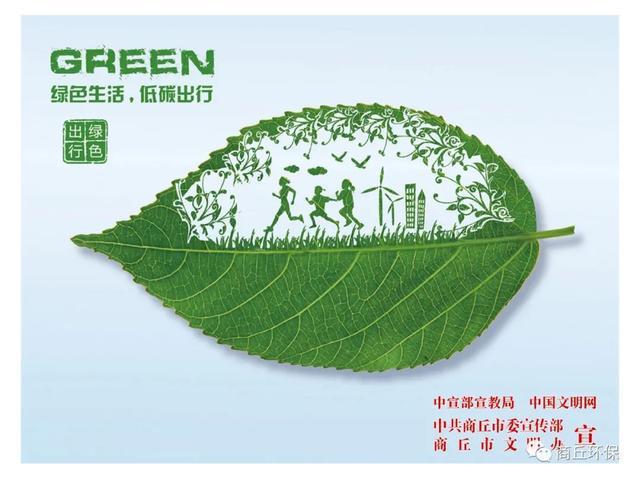 GREEN
绿色生活，低碳出行
绿色
出行
中宣部宣教局 中国文明网
中共商丘市委宣传部
商丘市文明办
宣
商丘环保